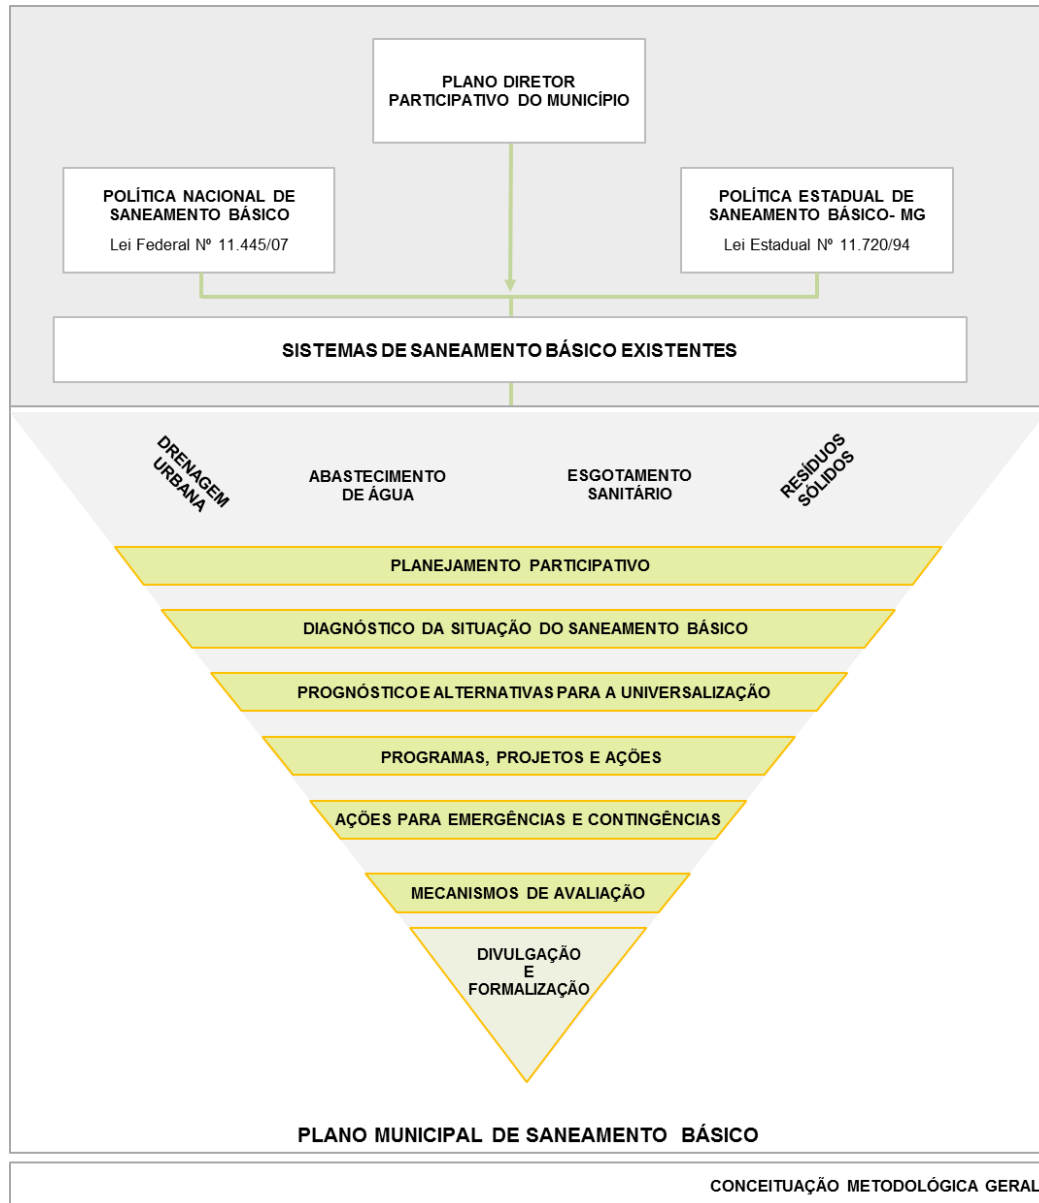 PLANO DIRETOR
PARTICIPATIVO DO MUNICÍPIO
POLÍTICA NACIONAL DE
SANEAMENTO BÁSICO
Lei Federal Nº 11.445/07
POLÍTICA ESTADUAL DE
SANEAMENTO BÁSICO- MG
Lei Estadual Nº 11.720/94
SISTEMAS DE SANEAMENTO BÁSICO EXISTENTES
DRENAGEM
URBANA
ABASTECIMENTO
DE ÁGUA
ESGOTAMENTO
SANITÁRIO
RESÍDUOS
SÓLIDOS
PLANEJAMENTO PARTICIPATIVO
DIAGNÓSTICO DA SITUAÇÃO DO SANEAMENTO BÁSICO
PROGNÓSTICO E ALTERNATIVAS PARA A UNIVERSALIZAÇÃO
PROGRAMAS, PROJETOS E AÇÕES
AÇÕES PARA EMERGÊNCIAS E CONTINGÊNCIAS
MECANISMOS DE AVALIAÇÃO
DIVULGAÇÃO
E
FORMALIZAÇÃO
PLANO MUNICIPAL DE SANEAMENTO BÁSICO
CONCEITUAÇÃO METODOLÓGICA GERAL